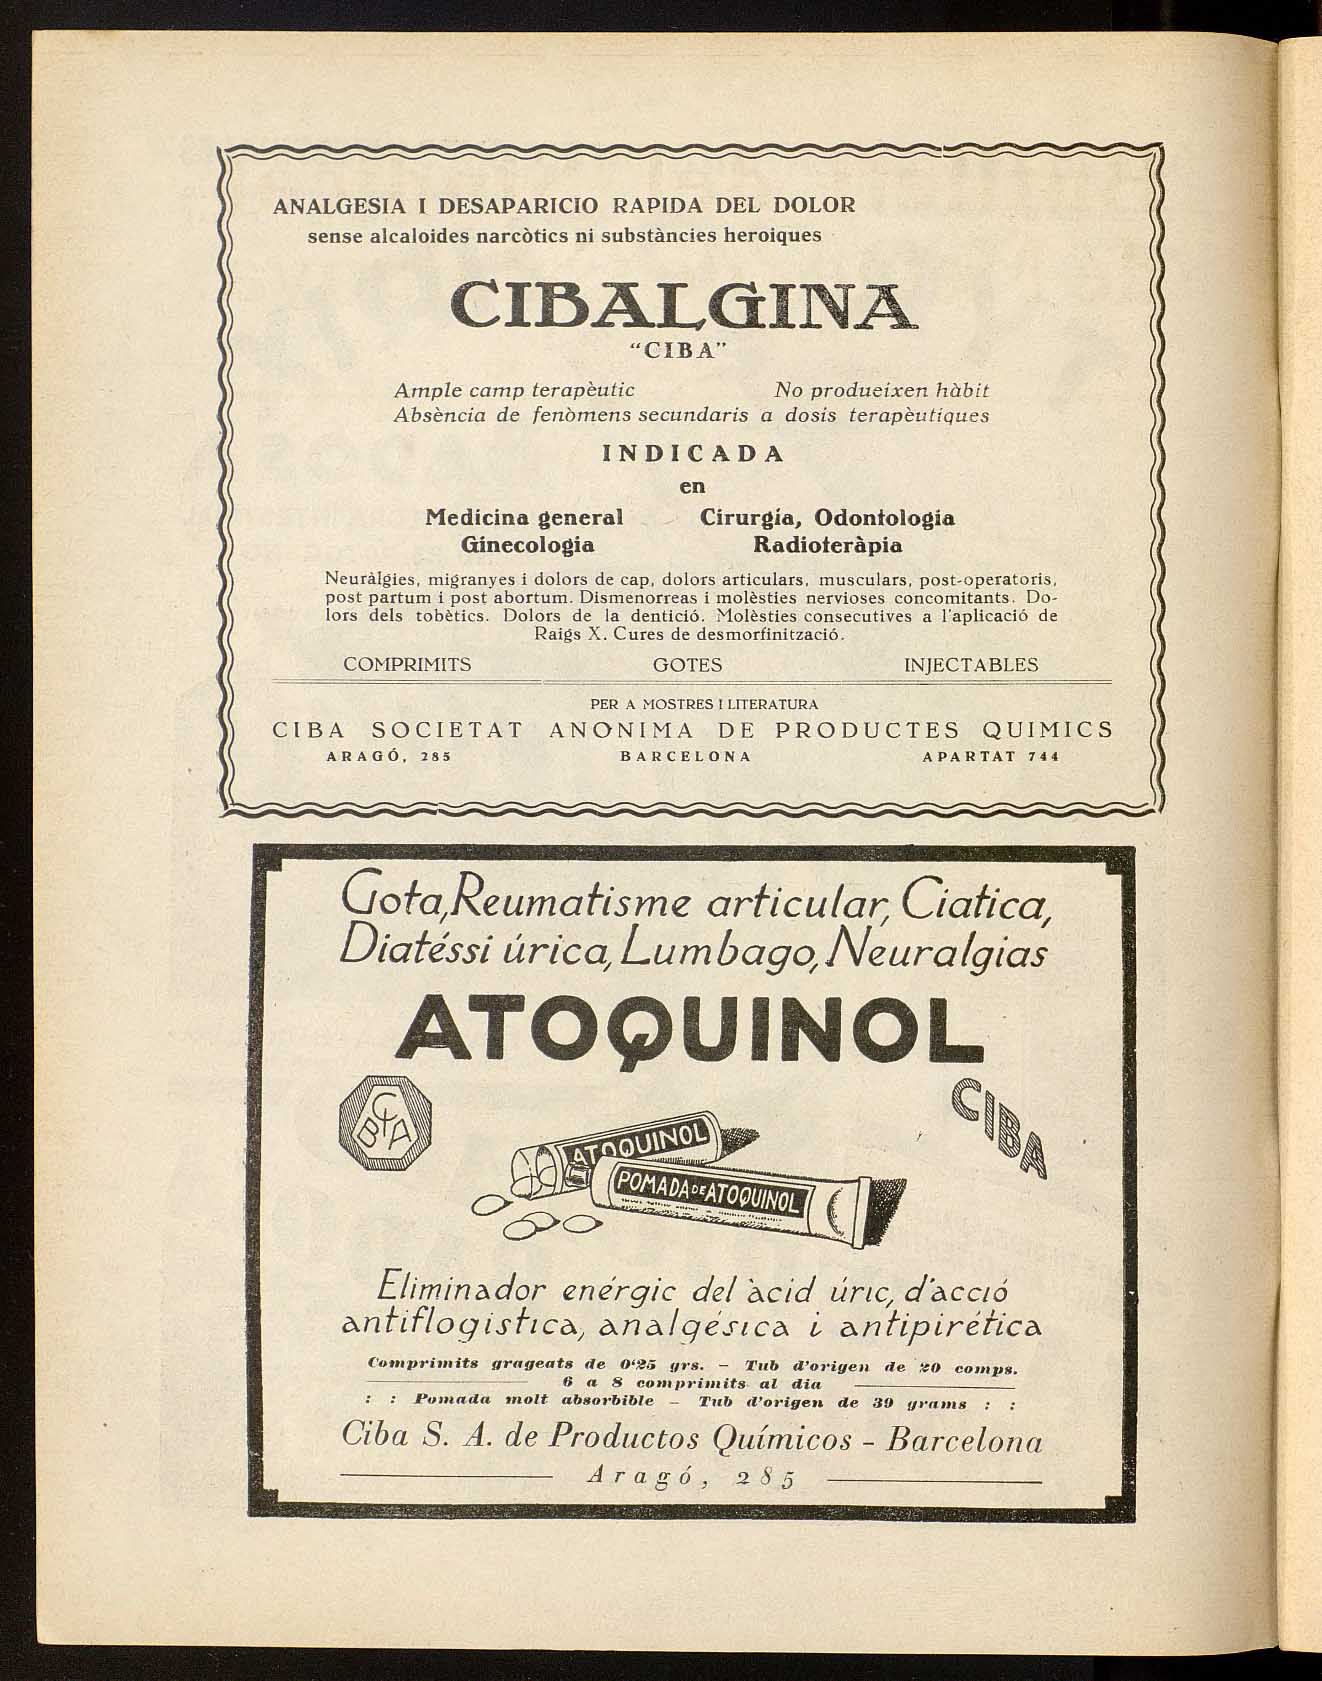 ANALGESIA I DESAPARICIO RAPIDA DEL DOLOR
sense alcaloides narcòtics ni substàncies heroiques
CIBALGINA
"CIBA"
Ample camp terapèutic No produeixen hàbit
Absència de fenòmens secundaris a dosis terapèutiques
INDICADA
en
Medicina general Cirurgía, Odontologia
Ginecologia Radioteràpia
Neuràlgies, migranyes i dolors de cap, dolors articulars, musculars, post-operatoris,
post partum i post abortum. Dismenorreas i molèsties nervioses concomitants. Do-
lors dels tobètics. Dolors de la dentició. Molèsties consecutives a l'aplicació de
Raigs X. Cures de desmorfinització.
COMPRIMITS GOTES INJECTABLES
PER A MOSTRES I LITERATURA
CIBA SOCIETAT ANONIMA DE PRODUCTES QUIMICS
ARAGÓ, 285 BARCELONA APARTAT 744
Gota, Reumatisme articular, Ciatica,
Diatéssi úrica, Lumbago, Neuralgias
ATOQUINOL
CIBA
CIBA
ATOQUINOL
POMADA DE ATOQUINOL
Eliminador enérgic del àcid úric, d'acció
antiflogistica, analgésica i antipirética
Comprimits grageats de 0'25 grs. – Tub d'origen de 20 comps.
6 a 8 comprimits al dia
: : Pomada molt absorbible – Tub d'origen de 39 grams : :
Ciba S. A. de Productos Químicos - Barcelona
Aragó, 285